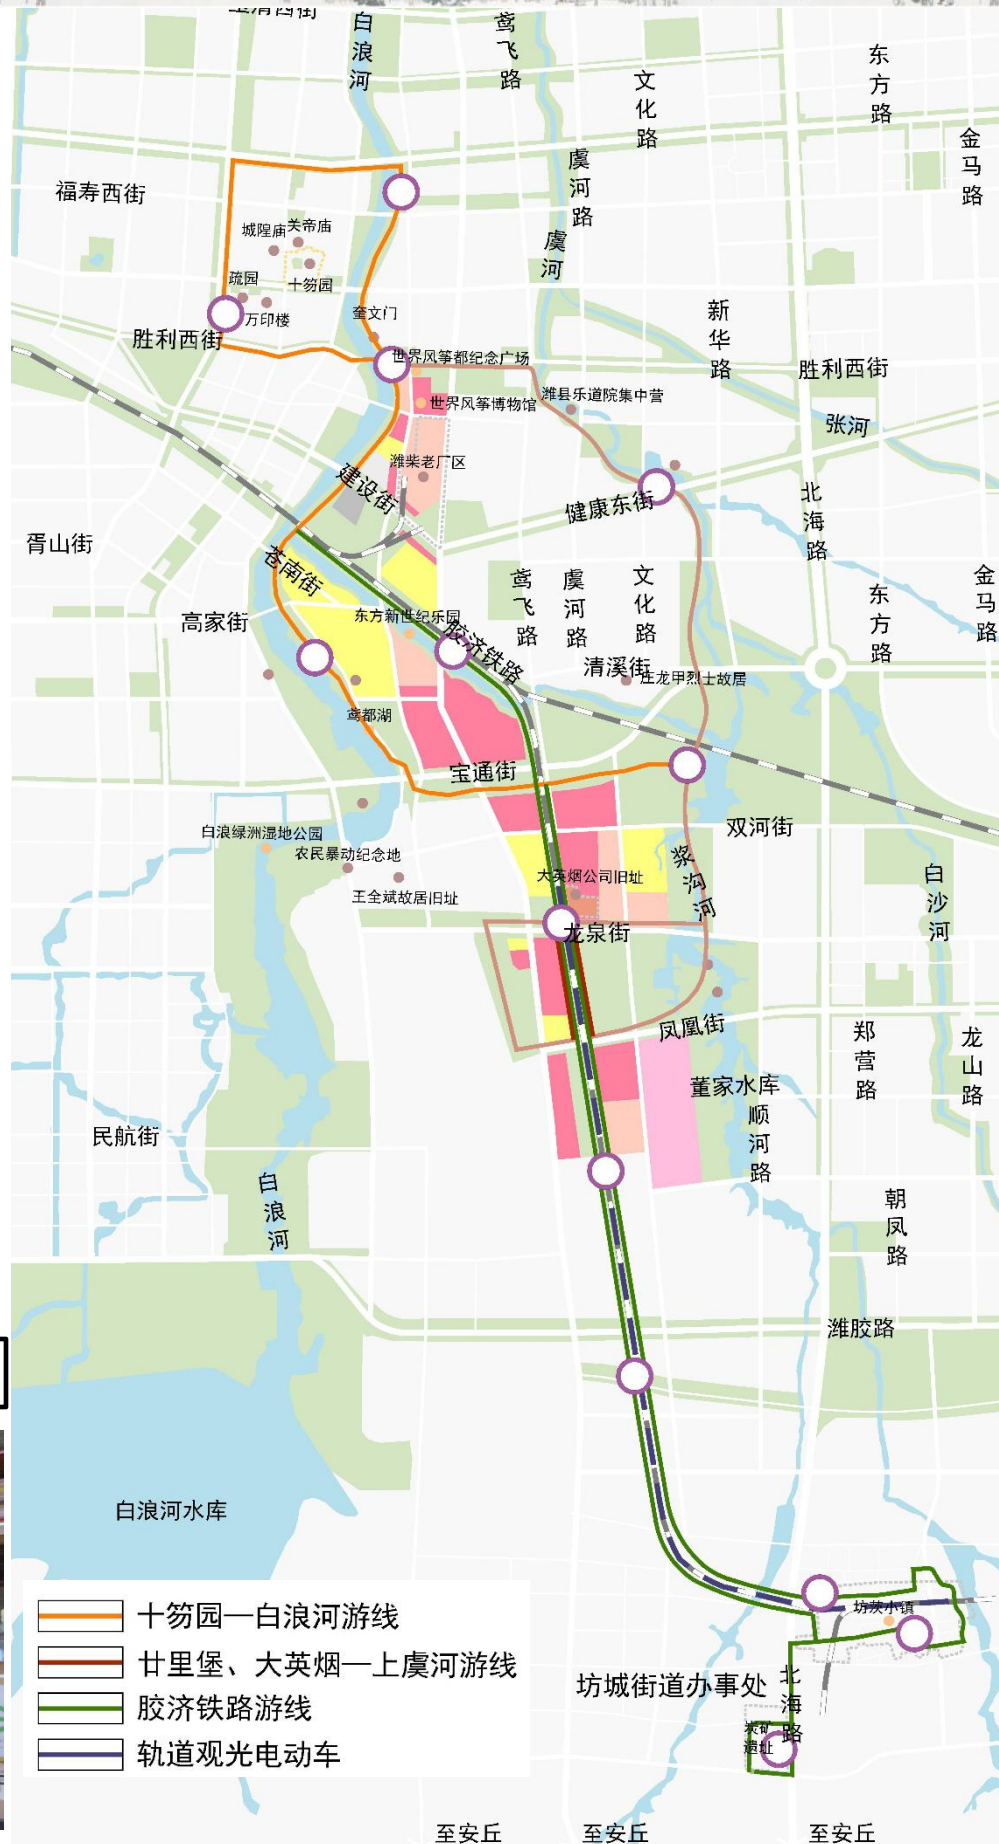 白浪河
鸢飞路
文化路
东方路
金马路
虞河路
福寿西街
虞河
城隍庙
关帝庙
疏园
十笏园
万印楼
奎文门
新华路
胜利西街
世界风筝都纪念广场
胜利西街
世界风筝博物馆
潍县乐道院集中营
张河
潍柴老厂区
建设街
健康东街
北海路
胥山街
苍南街
鸢飞路
虞河路
文化路
东方路
金马路
高家街
东方新世纪乐园
胶济铁路
清溪街
庄龙甲烈士故居
鸢都湖
宝通街
白浪绿洲湿地公园
双河街
农民暴动纪念地
浆沟河
大英烟公司旧址
王全斌故居旧址
白沙河
龙泉街
凤凰街
郑营路
龙山路
董家水库
顺河路
民航街
白浪河
朝凤路
潍胶路
白浪河水库
十笏园—白浪河游线
廿里堡、大英烟—上虞河游线
胶济铁路游线
轨道观光电动车
坊茨小镇
坊城街道办事处
北海路
炭矿
遗址
至安丘
至安丘
至安丘